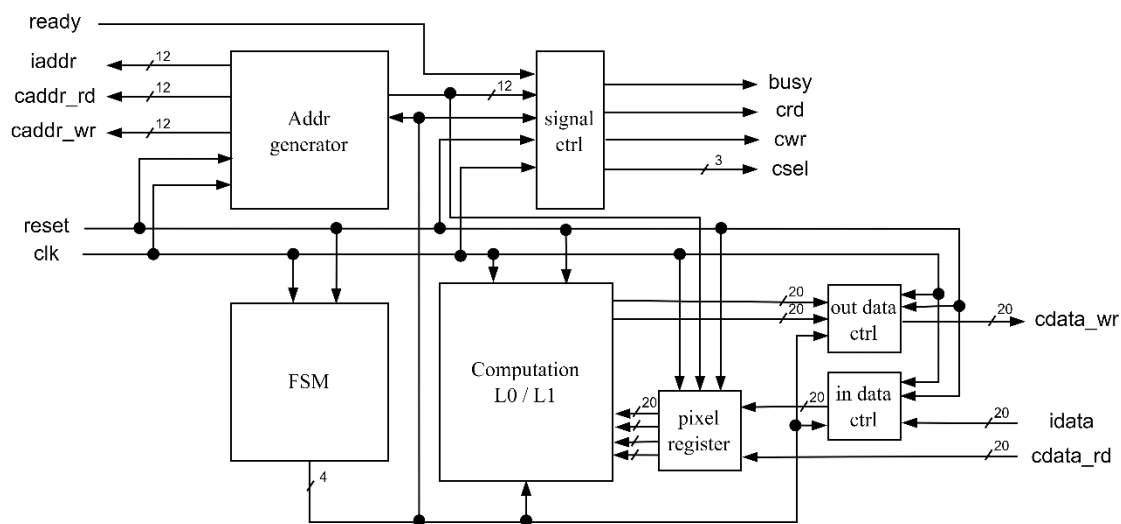 ready
iaddr
12
caddr_rd
12
caddr_wr
12
Addr
generator
12
signal
ctrl
busy
crd
cwr
csel
3
reset
clk
FSM
4
Computation
L0 / L1
20
20
out data
ctrl
20
cdata_wr
20
pixel
register
20
in data
ctrl
20
idata
20
cdata_rd